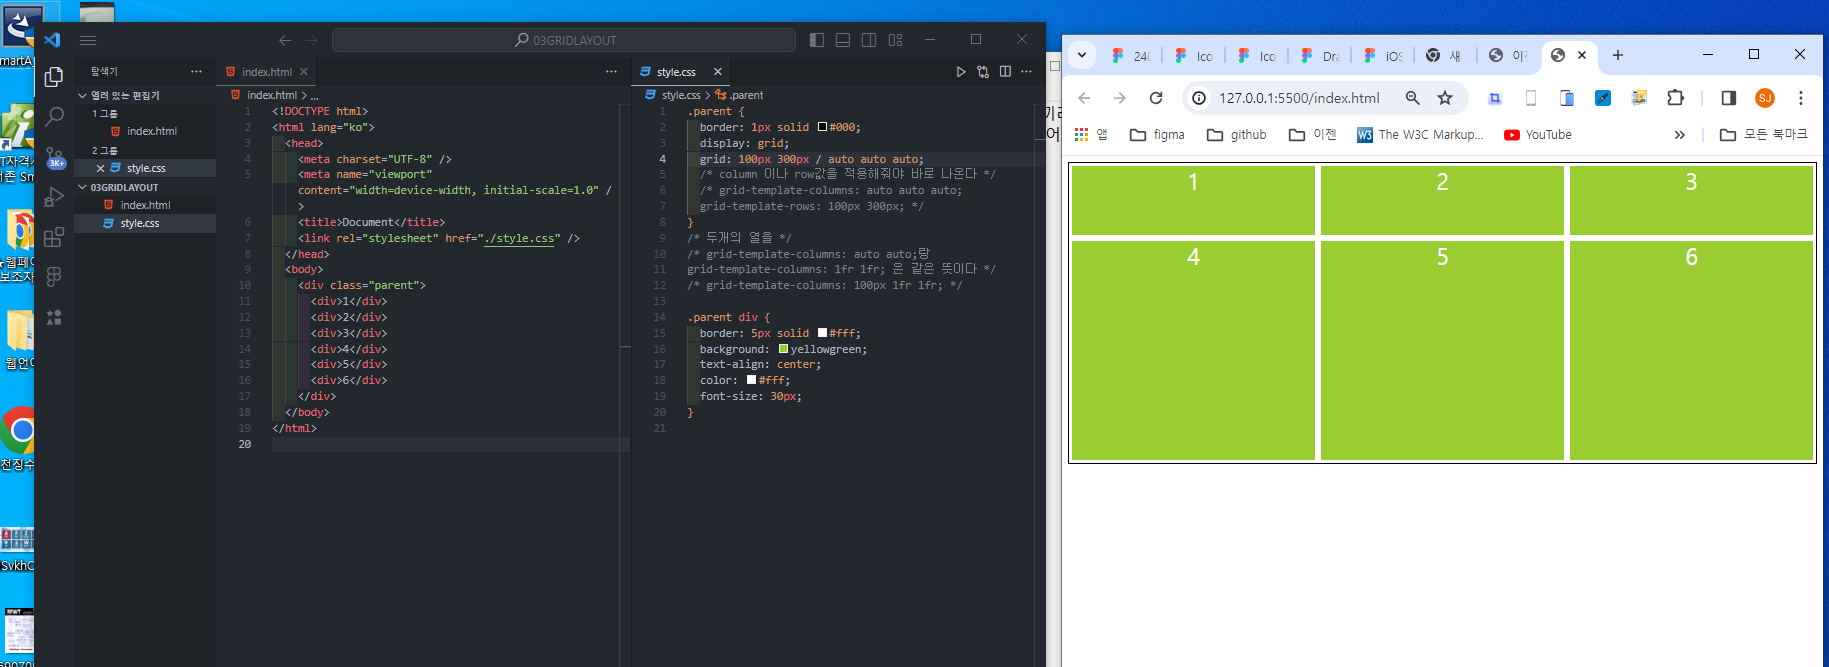 03GRIDLAYOUT
탐색기
index.html
style.css
열려 있는 편집기
1 그룹
index.html
2 그룹
style.css
03GRIDLAYOUT
index.html
style.css
3K+
index.html > ...
1 <!DOCTYPE html>
2 <html lang="ko">
3 <head>
4 <meta charset="UTF-8" />
5 <meta name="viewport"
content="width=device-width, initial-scale=1.0" /
>
6 <title>Document</title>
7 <link rel="stylesheet" href="./style.css" />
8 </head>
9 <body>
10 <div class="parent">
11 <div>1</div>
12 <div>2</div>
13 <div>3</div>
14 <div>4</div>
15 <div>5</div>
16 <div>6</div>
17 </div>
18 </body>
19 </html>
20
style.css > .parent
1 .parent {
2 border: 1px solid #000;
3 display: grid;
4 grid: 100px 300px / auto auto auto;
5 /* column 이나 row값을 적용해줘야 바로 나온다 */
6 /* grid-template-columns: auto auto auto;
7 grid-template-rows: 100px 300px; */
8 }
9 /* 두개의 열을 */
10 /* grid-template-columns: auto auto;랑
11 grid-template-columns: 1fr 1fr; 은 같은 뜻이다 */
12 /* grid-template-columns: 100px 1fr 1fr; */
13
14 .parent div {
15 border: 5px solid #fff;
16 background: yellowgreen;
17 text-align: center;
18 color: #fff;
19 font-size: 30px;
20 }
21
Ico
Ico
iOS
새
127.0.0.1:5500/index.html
SJ
앱
figma
github
이젠
W3
The W3C Markup...
YouTube
»
모든 북마크
1 2 3
4 5 6